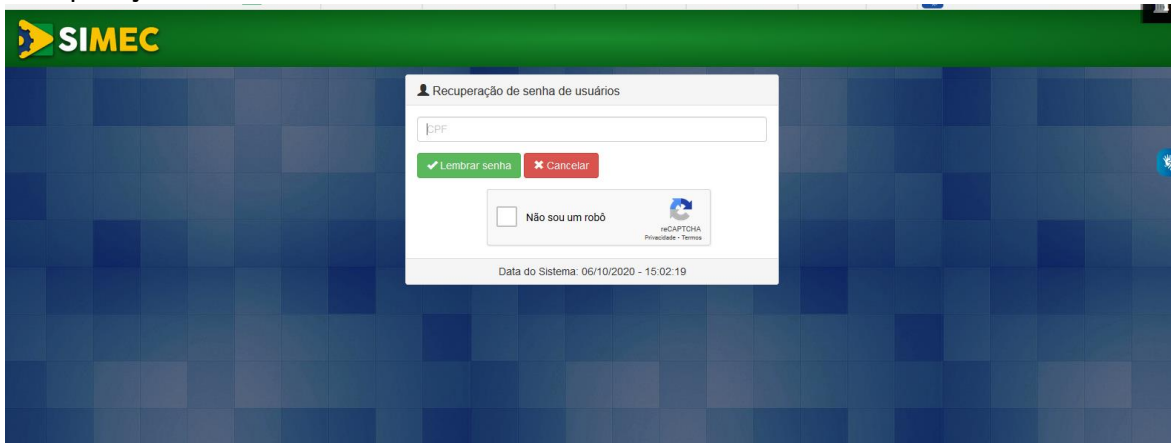 SIMEC
Recuperação de senha de usuários
CPF
Lembrar senha
Cancelar
Não sou um robô
reCAPTCHA
Privacidade - Termos
Data do Sistema: 06/10/2020 - 15:02:19